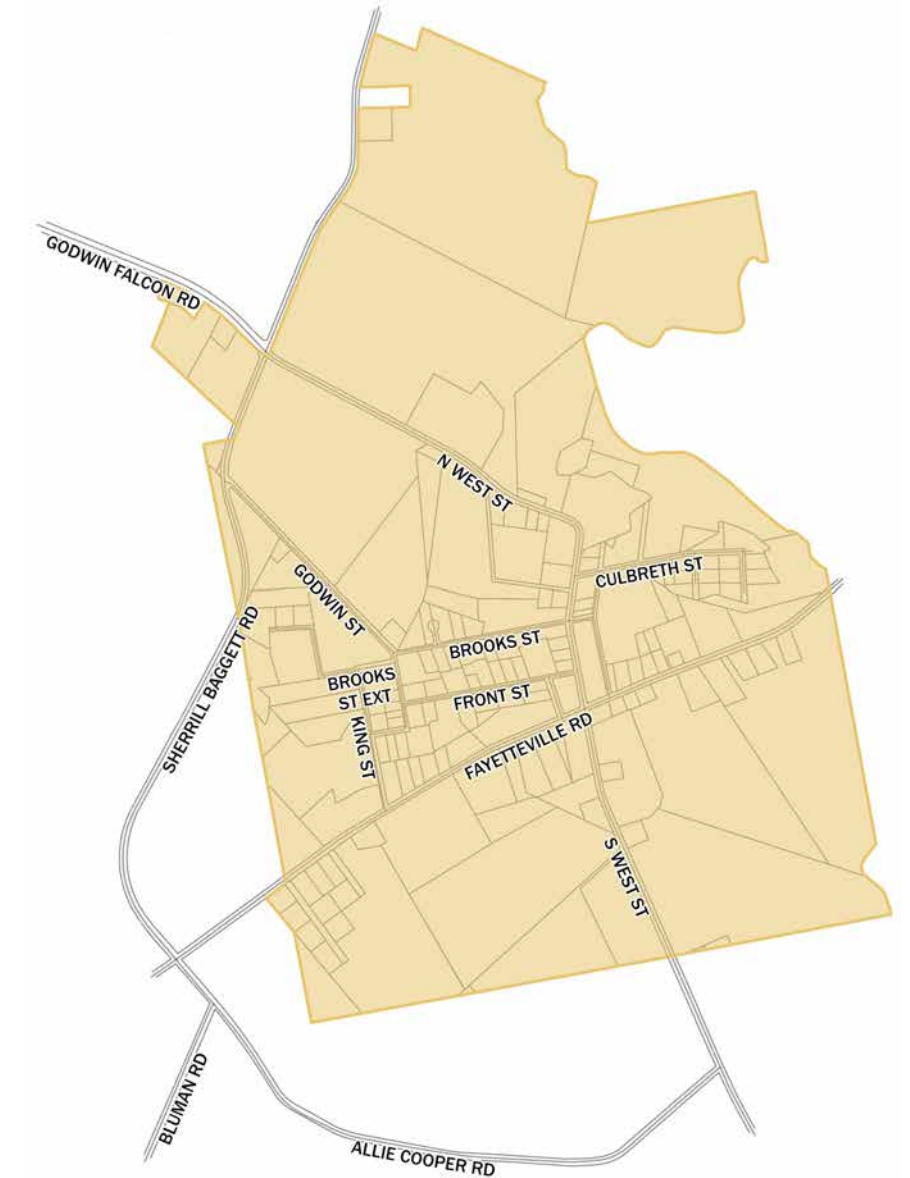 GODWIN FALCON RD
N WEST ST
CULBRETH ST
GODWIN ST
BROOKS ST
BROOKS
ST EXT
FRONT ST
KING ST
SHERRILL BAGGETT RD
FAYETTEVILLE RD
S WEST ST
BLUMAN RD
ALLIE COOPER RD